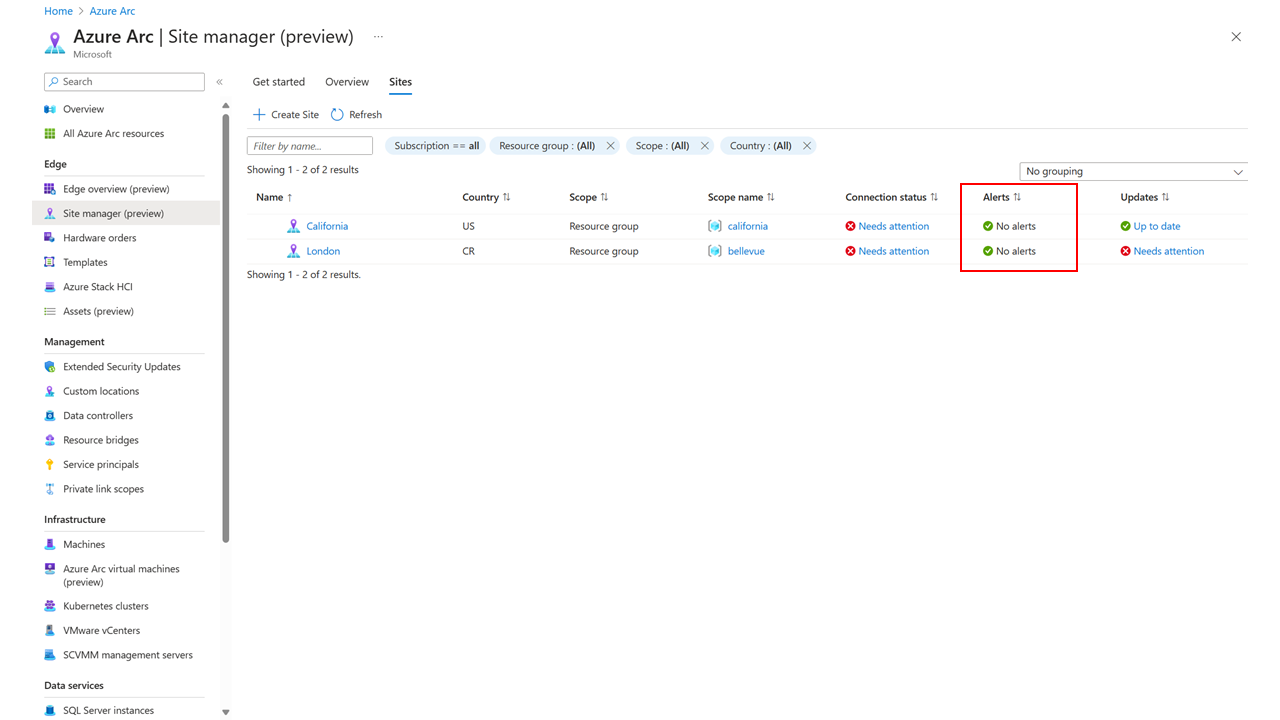 Home > Azure Arc
Azure Arc | Site manager (preview) ...
Microsoft
Search
«
Overview
All Azure Arc resources
Edge
Edge overview (preview)
Site manager (preview)
Hardware orders
Templates
Azure Stack HCI
Assets (preview)
Management
Extended Security Updates
Custom locations
Data controllers
Resource bridges
Service principals
Private link scopes
Infrastructure
Machines
Azure Arc virtual machines
(preview)
Kubernetes clusters
VMware vCenters
SCVMM management servers
Data services
SQL Server instances
Get started Overview Sites
Create Site Refresh
Filter by name... Subscription == all Resource group : (All) Scope : (All) Country : (All)
Showing 1 - 2 of 2 results
No grouping
Name ↑ Country ↑↓ Scope ↑↓ Scope name ↑↓ Connection status ↑↓ Alerts ↑↓ Updates ↑↓
California US Resource group california Needs attention No alerts Up to date
London CR Resource group bellevue Needs attention No alerts Needs attention
Showing 1 - 2 of 2 results.